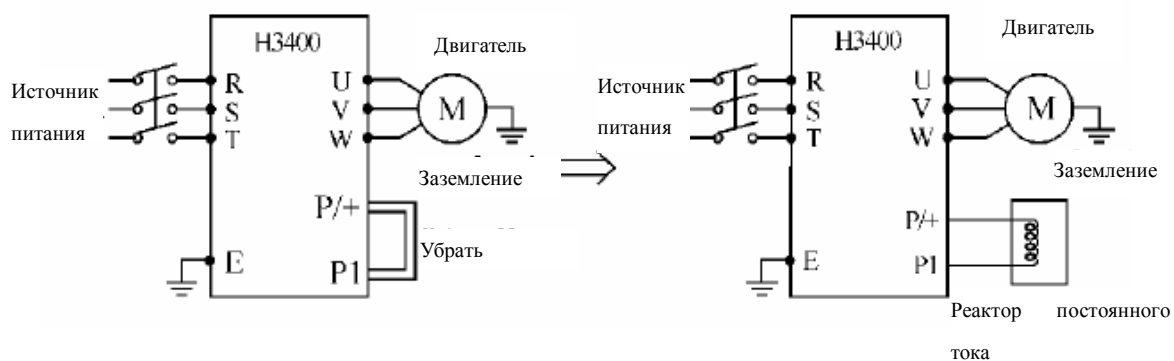 H3400
Двигатель
Источник
питания
R
S
T
U
V
W
M
Заземление
P/+
P1
Убрать
E
H3400
Двигатель
Источник
питания
R
S
T
U
V
W
M
Заземление
P/+
P1
E
Реактор постоянного
тока